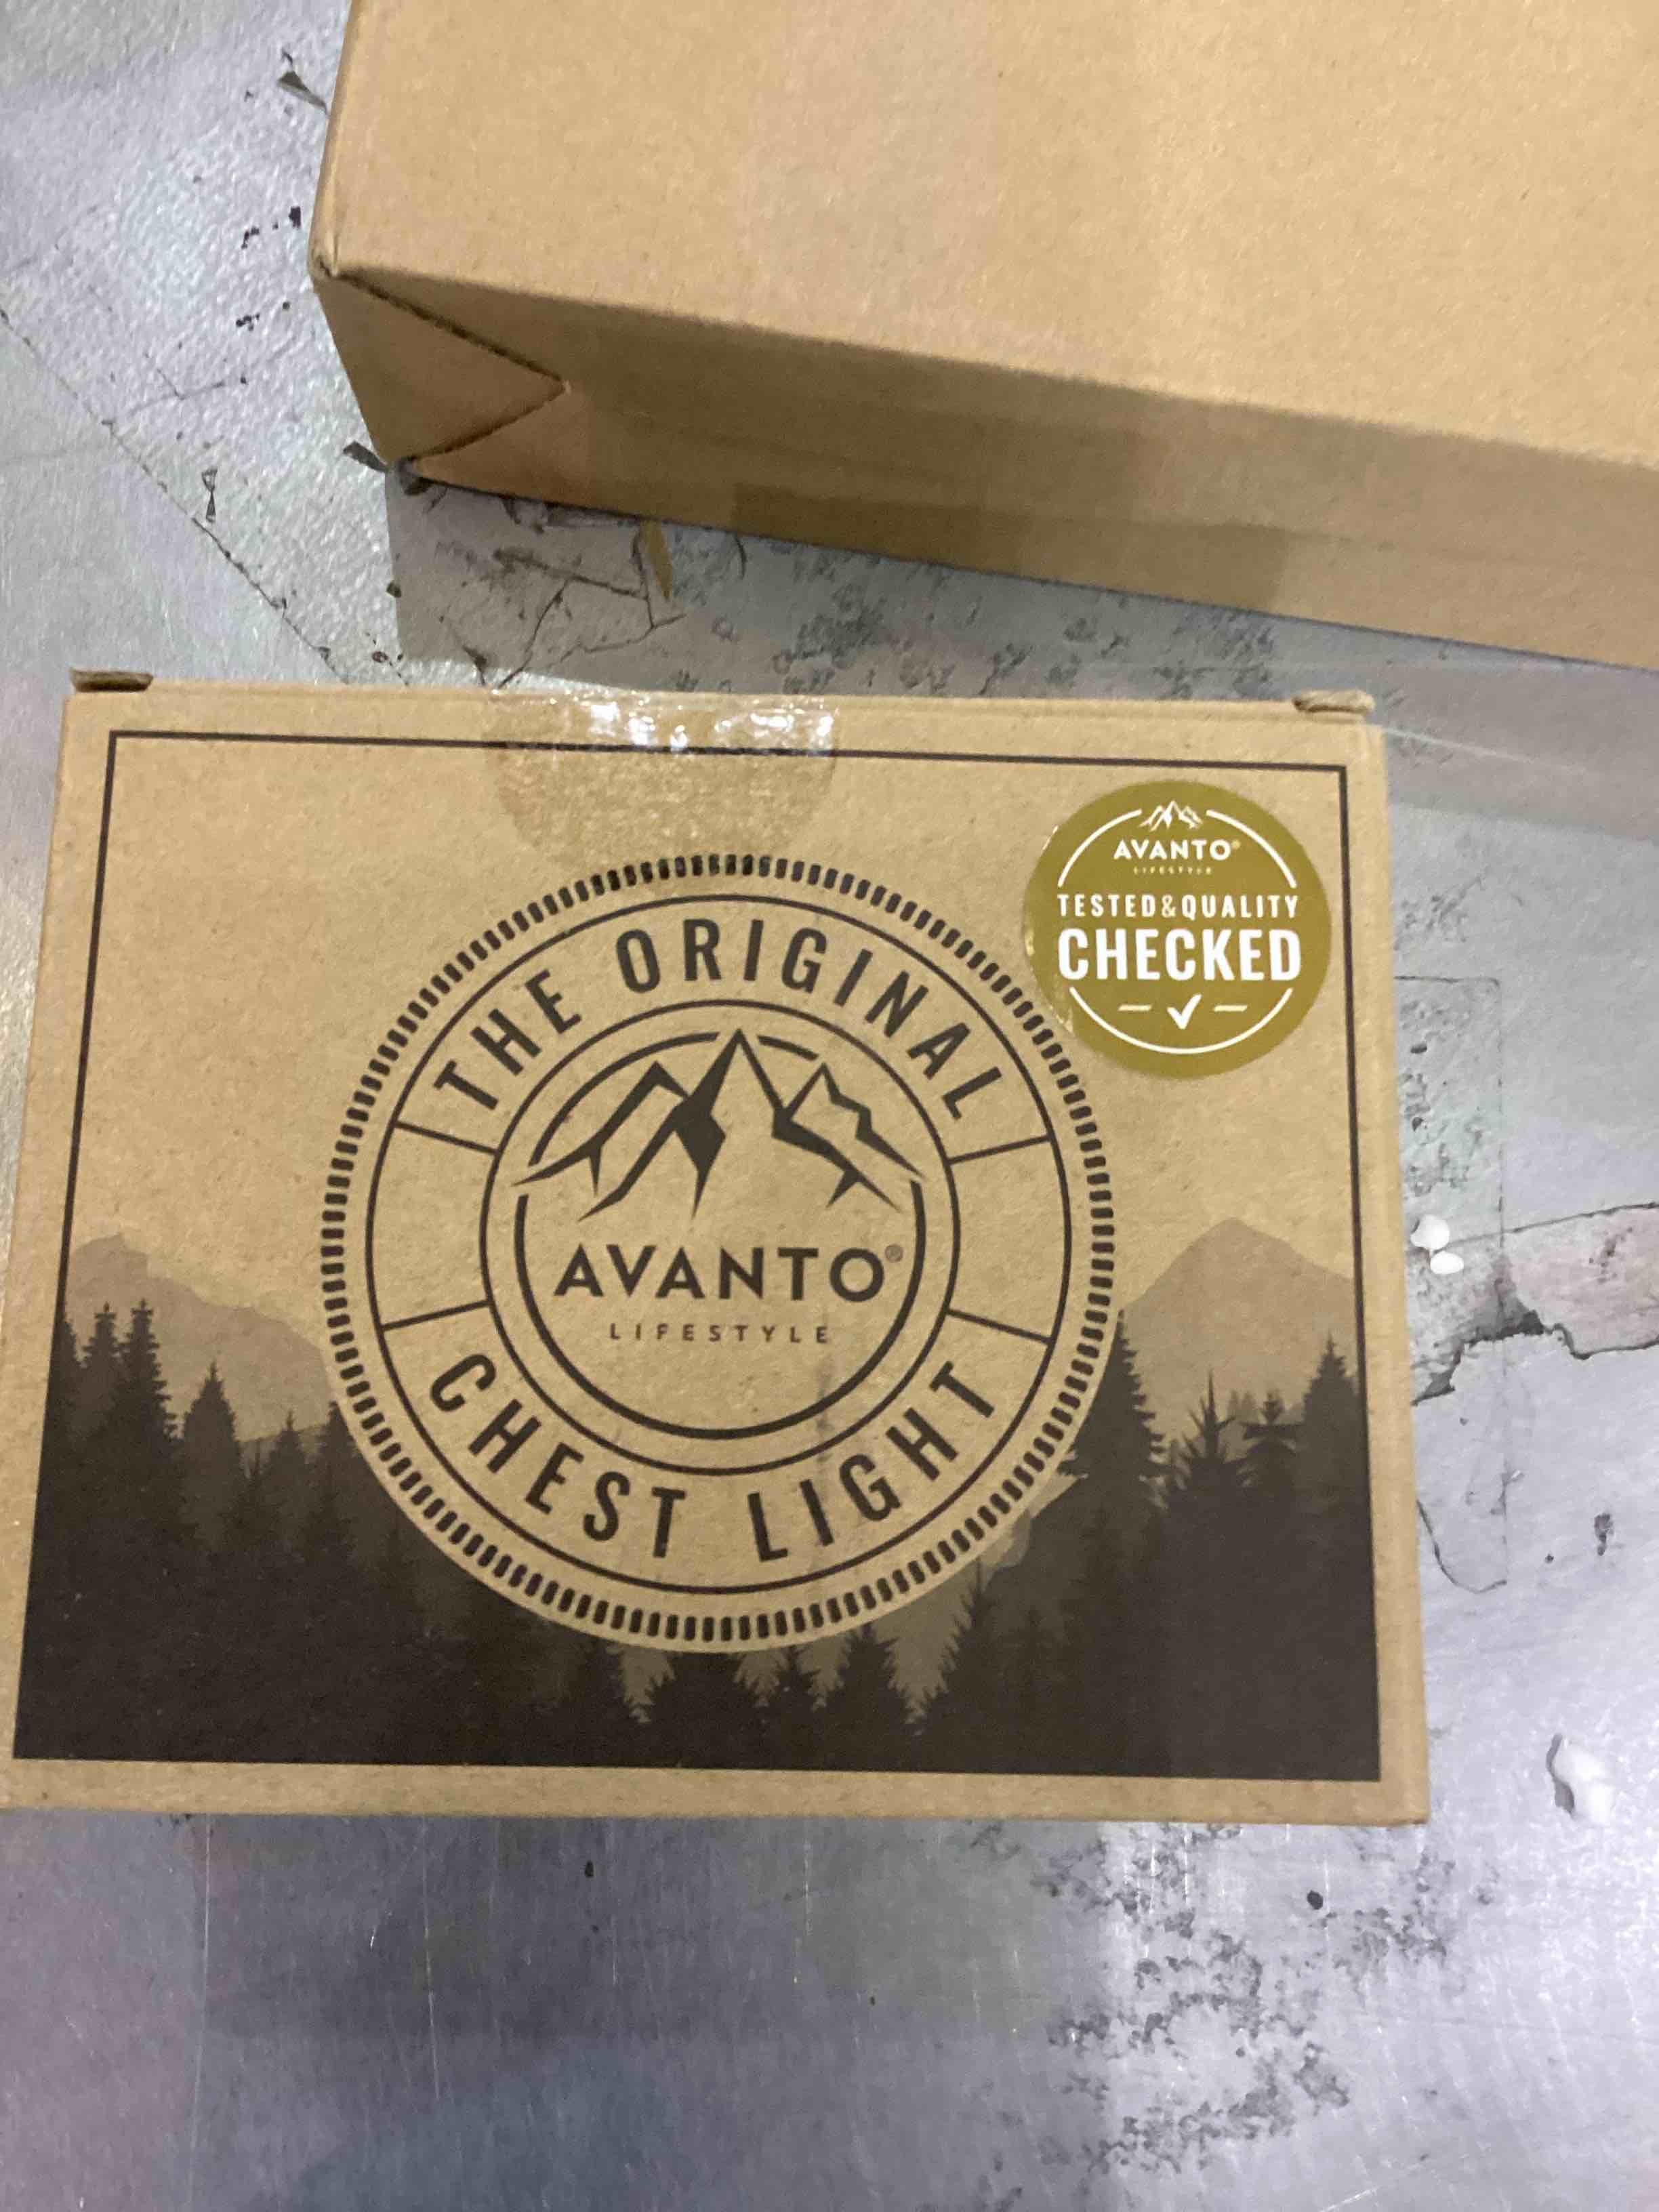 AVANTO®
LIFESTYLE
TESTED&QUALITY
CHECKED
THE ORIGINAL
AVANTO®
LIFESTYLE
CHEST LIGHT